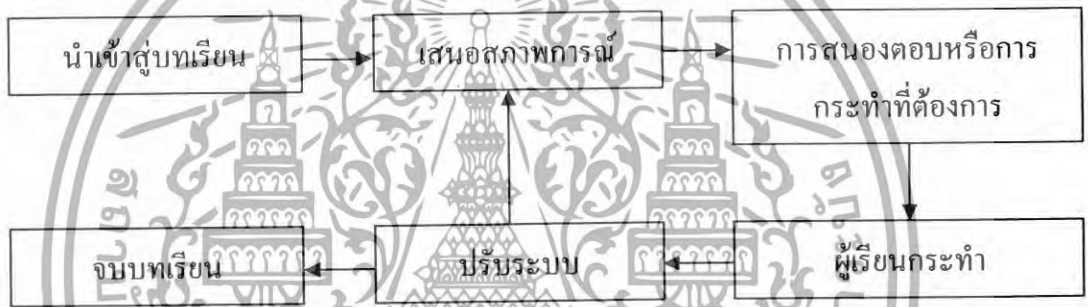 นำเข้าสู่บทเรียน
เสนอสภาพการณ์
การสนองตอบหรือการ
กระทำที่ต้องการ
ผู้เรียนกระทำ
ปรับระบบ
จบบทเรียน